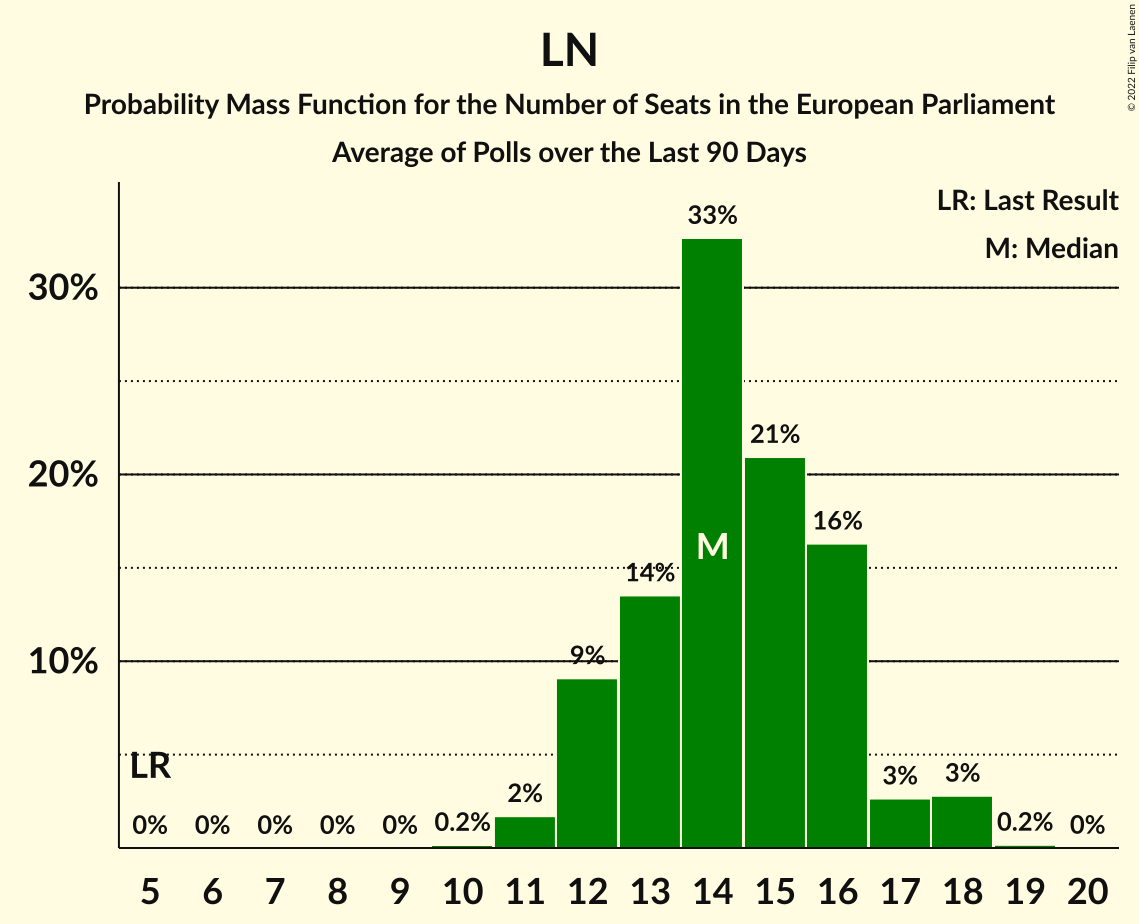 © 2022 Filip van Laenen
LN
Probability Mass Function for the Number of Seats in the European Parliament
Average of Polls over the Last 90 Days
LR: Last Result
M: Median
33%
30%
21%
20%
16%
M
14%
10%
9%
LR
3%
3%
2%
0%
0%
0%
0%
0%
0.2%
0.2%
0%
5 6 7 8 9 10 11 12 13 14 15 16 17 18 19 20